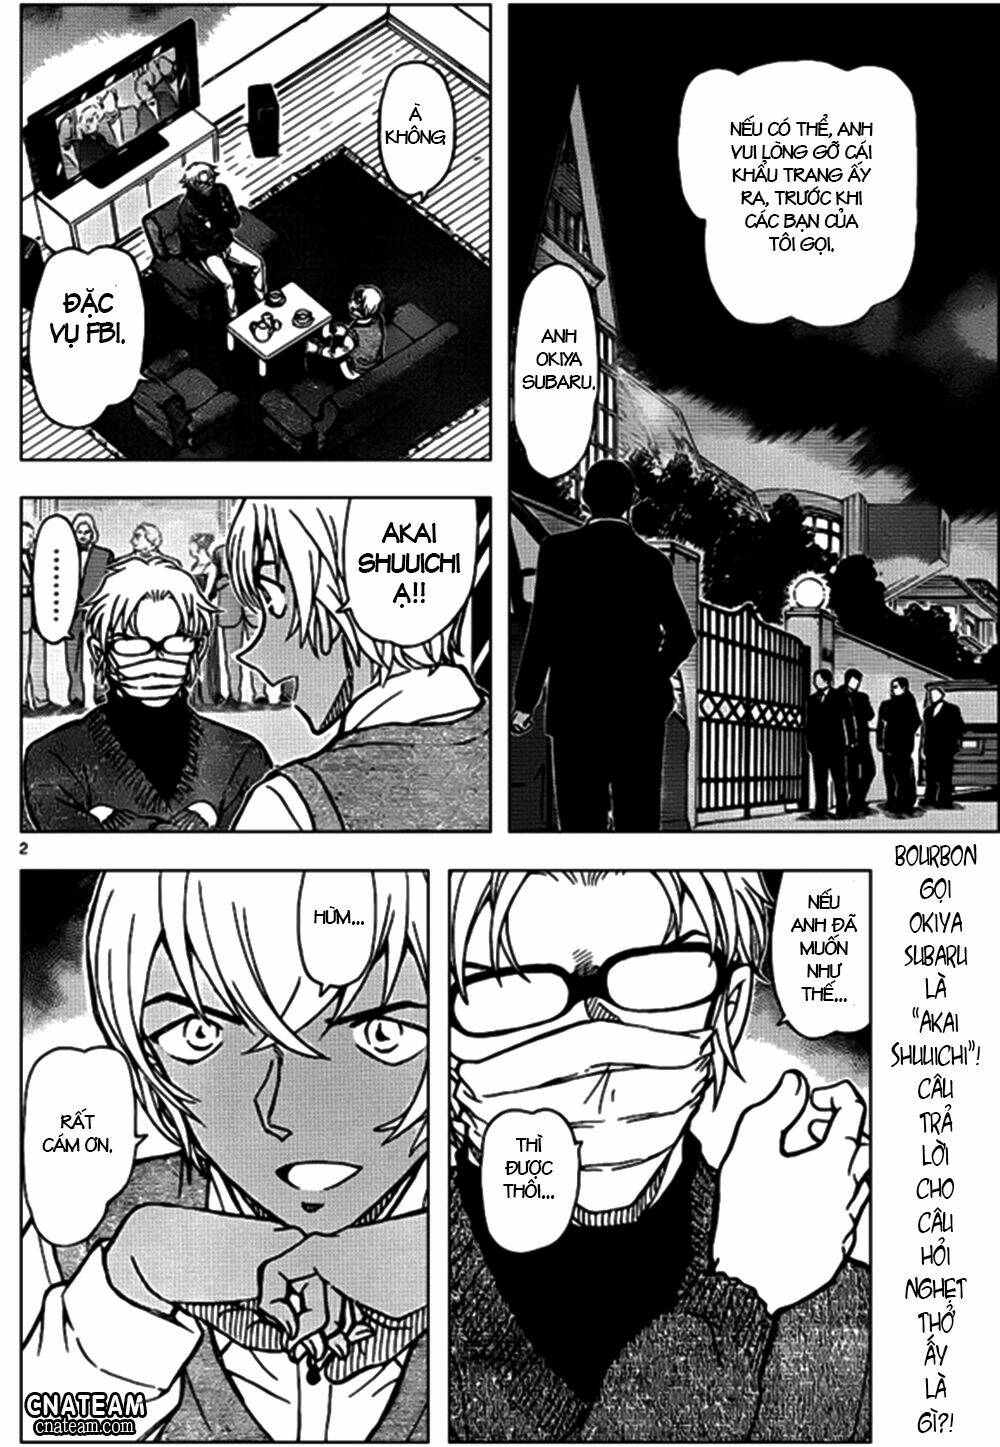 NẾU CÓ THỂ, ANH
VUI LÒNG GỠ CÁI
KHẨU TRANG ẤY
RA, TRƯỚC KHI
CÁC BẠN CỦA
TÔI GỌI.
ANH
OKIYA
SUBARU.
À
KHÔNG,
ĐẶC
VỤ FBI,
AKAI
SHUUICHI
Ạ!!
.........
2
NẾU
ANH ĐÃ
MUỐN
NHƯ
THẾ...
THÌ
ĐƯỢC
THÔI...
HỪM...
RẤT
CÁM ƠN.
BOURBON
GỌI
OKIYA
SUBARU
LÀ
"AKAI
SHUUICHI"!
CÂU
TRẢ
LỜI
CHO
CÂU
HỎI
NGHẸT
THỞ
ẤY
LÀ
GÌ?!
CNATEAM
cnateam.com